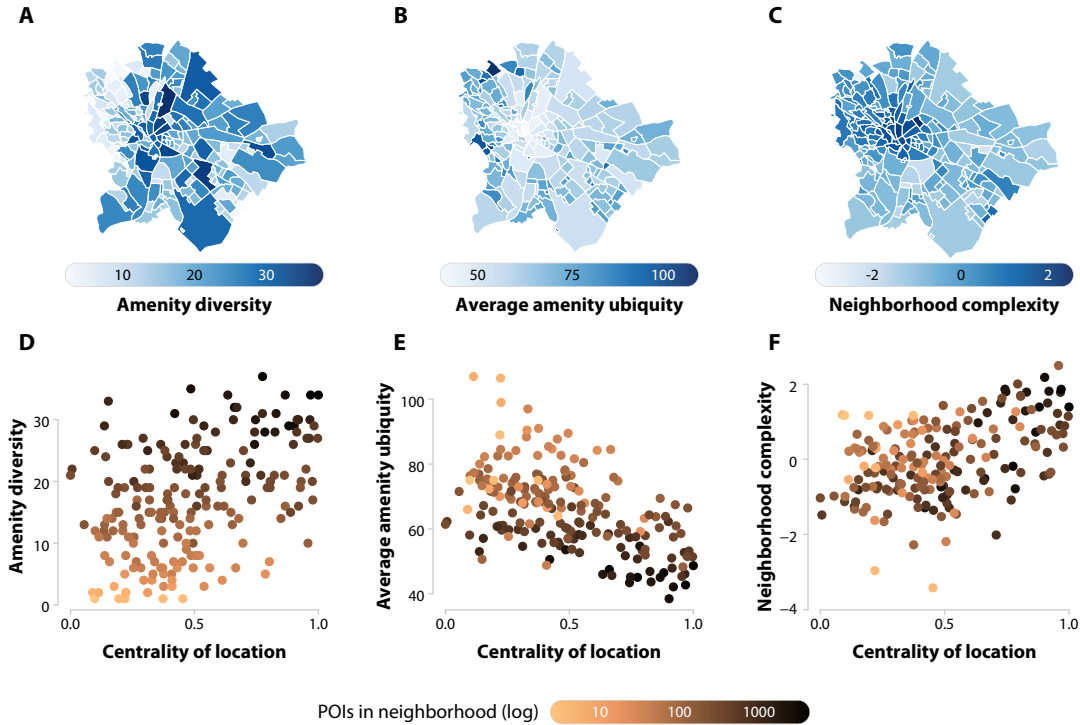 A
B
C
10 20 30
Amenity diversity
50 75 100
Average amenity ubiquity
-2 0 2
Neighborhood complexity
D
E
F
Amenity diversity
30
20
10
0
0.0 0.5 1.0
Centrality of location
Average amenity ubiquity
100
80
60
40
0.0 0.5 1.0
Centrality of location
Neighborhood complexity
2
0
−2
−4
0.0 0.5 1.0
Centrality of location
POIs in neighborhood (log) 10 100 1000